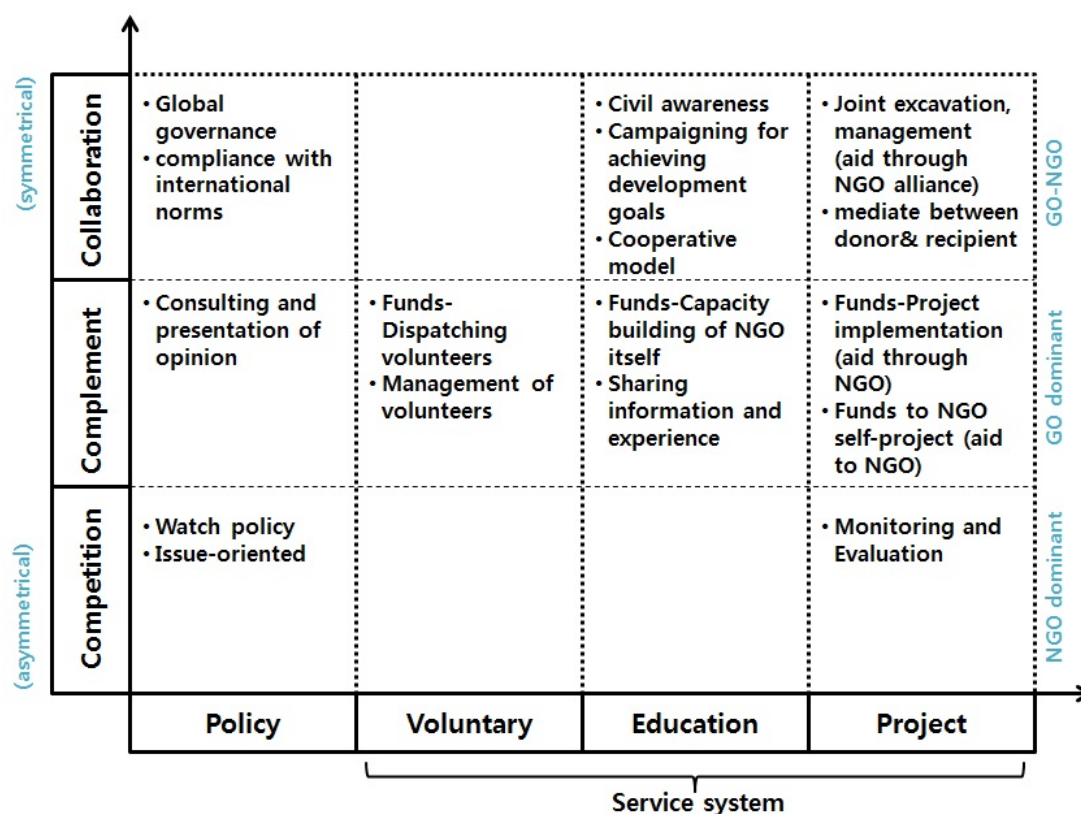 (symmetrical)
Collaboration
• Global
governance
• compliance with
international
norms
• Civil awareness
• Campaigning for
achieving
development
goals
• Cooperative
model
• Joint excavation,
management
(aid through
NGO alliance)
• mediate between
donor& recipient
GO-NGO
Complement
• Consulting and
presentation of
opinion
• Funds-
Dispatching
volunteers
• Management of
volunteers
• Funds-Capacity
building of NGO
itself
• Sharing
information and
experience
• Funds-Project
implementation
(aid through
NGO)
• Funds to NGO
self-project (aid
to NGO)
GO dominant
(asymmetrical)
Competition
• Watch policy
• Issue-oriented
• Monitoring and
Evaluation
NGO dominant
Policy
Voluntary
Education
Project
Service system